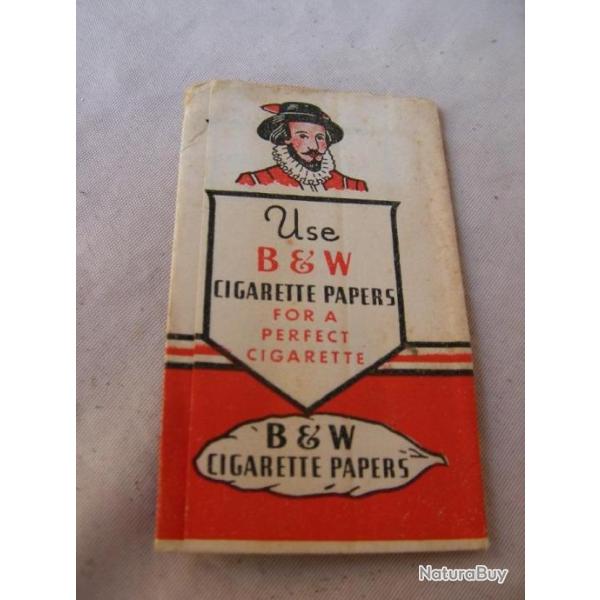 Use
B & W
CIGARETTE PAPERS
FOR A
PERFECT
CIGARETTE
B & W
CIGARETTE PAPERS
NaturaBuy